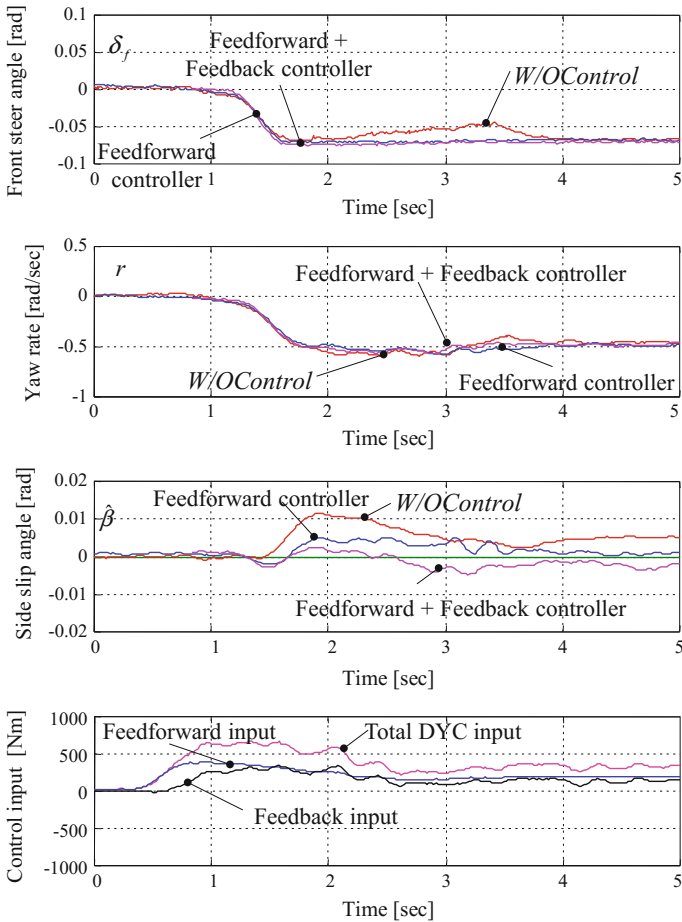 0.1
0.05
0
-0.05
-0.1
Front steer angle [rad]
δf
Feedforward +
Feedback controller
W/OControl
Feedforward
controller
0 1 2 3 4 5
Time [sec]
0.5
0
-0.5
-1
Yaw rate [rad/sec]
r
Feedforward + Feedback controller
W/OControl
Feedforward controller
0 1 2 3 4 5
Time [sec]
0.02
0.01
0
-0.01
-0.02
Side slip angle [rad]
β̂
Feedforward controller
W/OControl
Feedforward + Feedback controller
0 1 2 3 4 5
Time [sec]
1000
500
0
-500
-1000
Control input [Nm]
Feedforward input
Total DYC input
Feedback input
0 1 2 3 4 5
Time [sec]